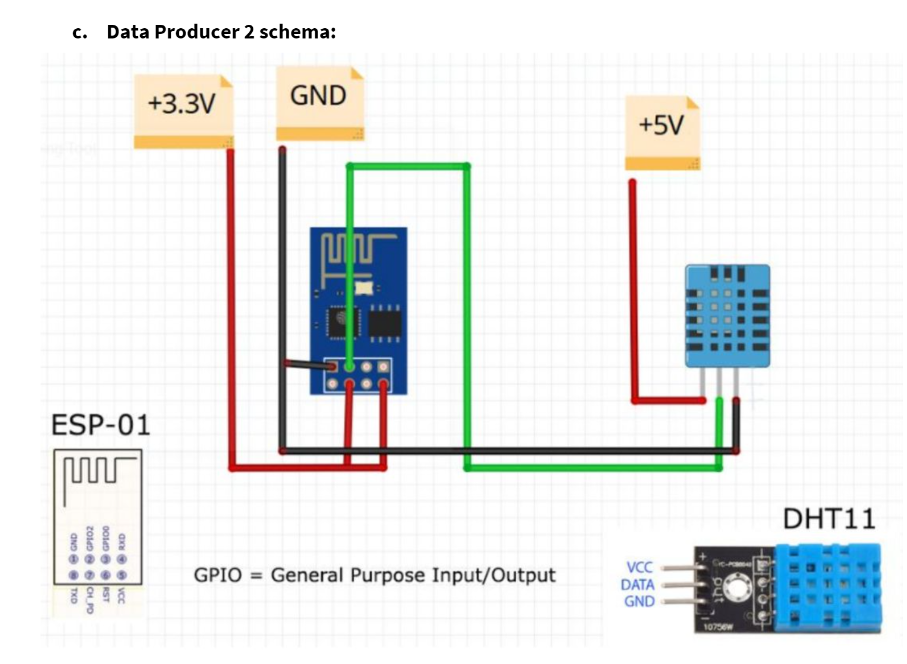 c. Data Producer 2 schema:
+3.3V
GND
+5V
ESP-01
GND
GPIO2
GPIO0
RXD
TXD
CH_PD
RST
VCC
GPIO = General Purpose Input/Output
DHT11
VCC
DATA
GND
10756W